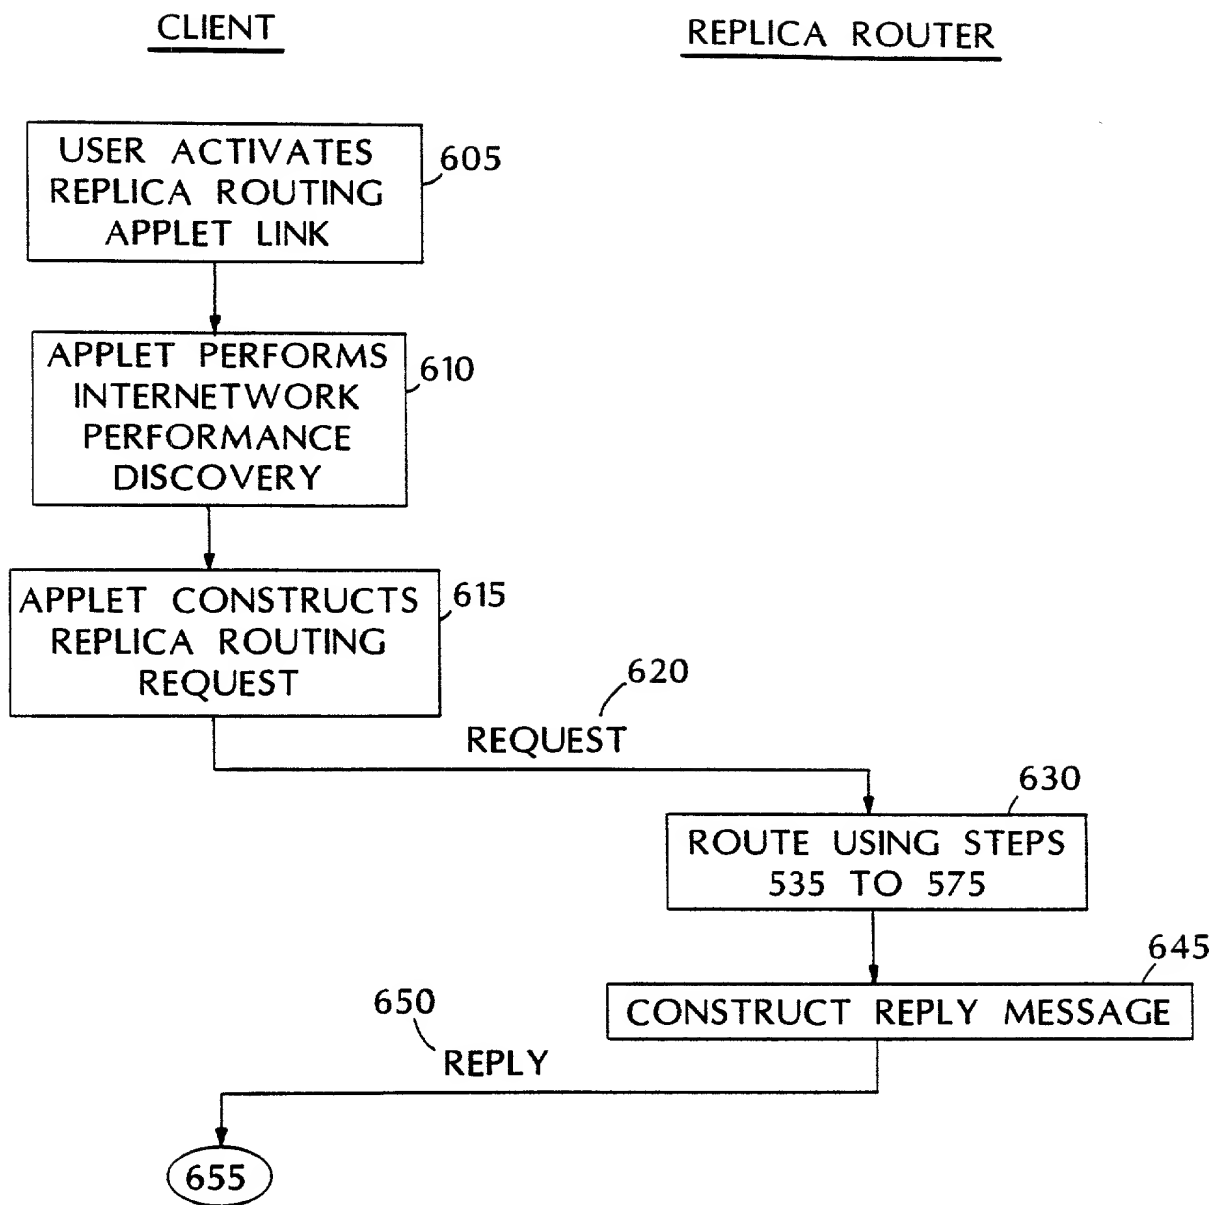 CLIENT
REPLICA ROUTER
USER ACTIVATES
REPLICA ROUTING
APPLET LINK
605
APPLET PERFORMS
INTERNETWORK
PERFORMANCE
DISCOVERY
610
APPLET CONSTRUCTS
REPLICA ROUTING
REQUEST
615
620
REQUEST
630
ROUTE USING STEPS
535 TO 575
645
CONSTRUCT REPLY MESSAGE
650
REPLY
655